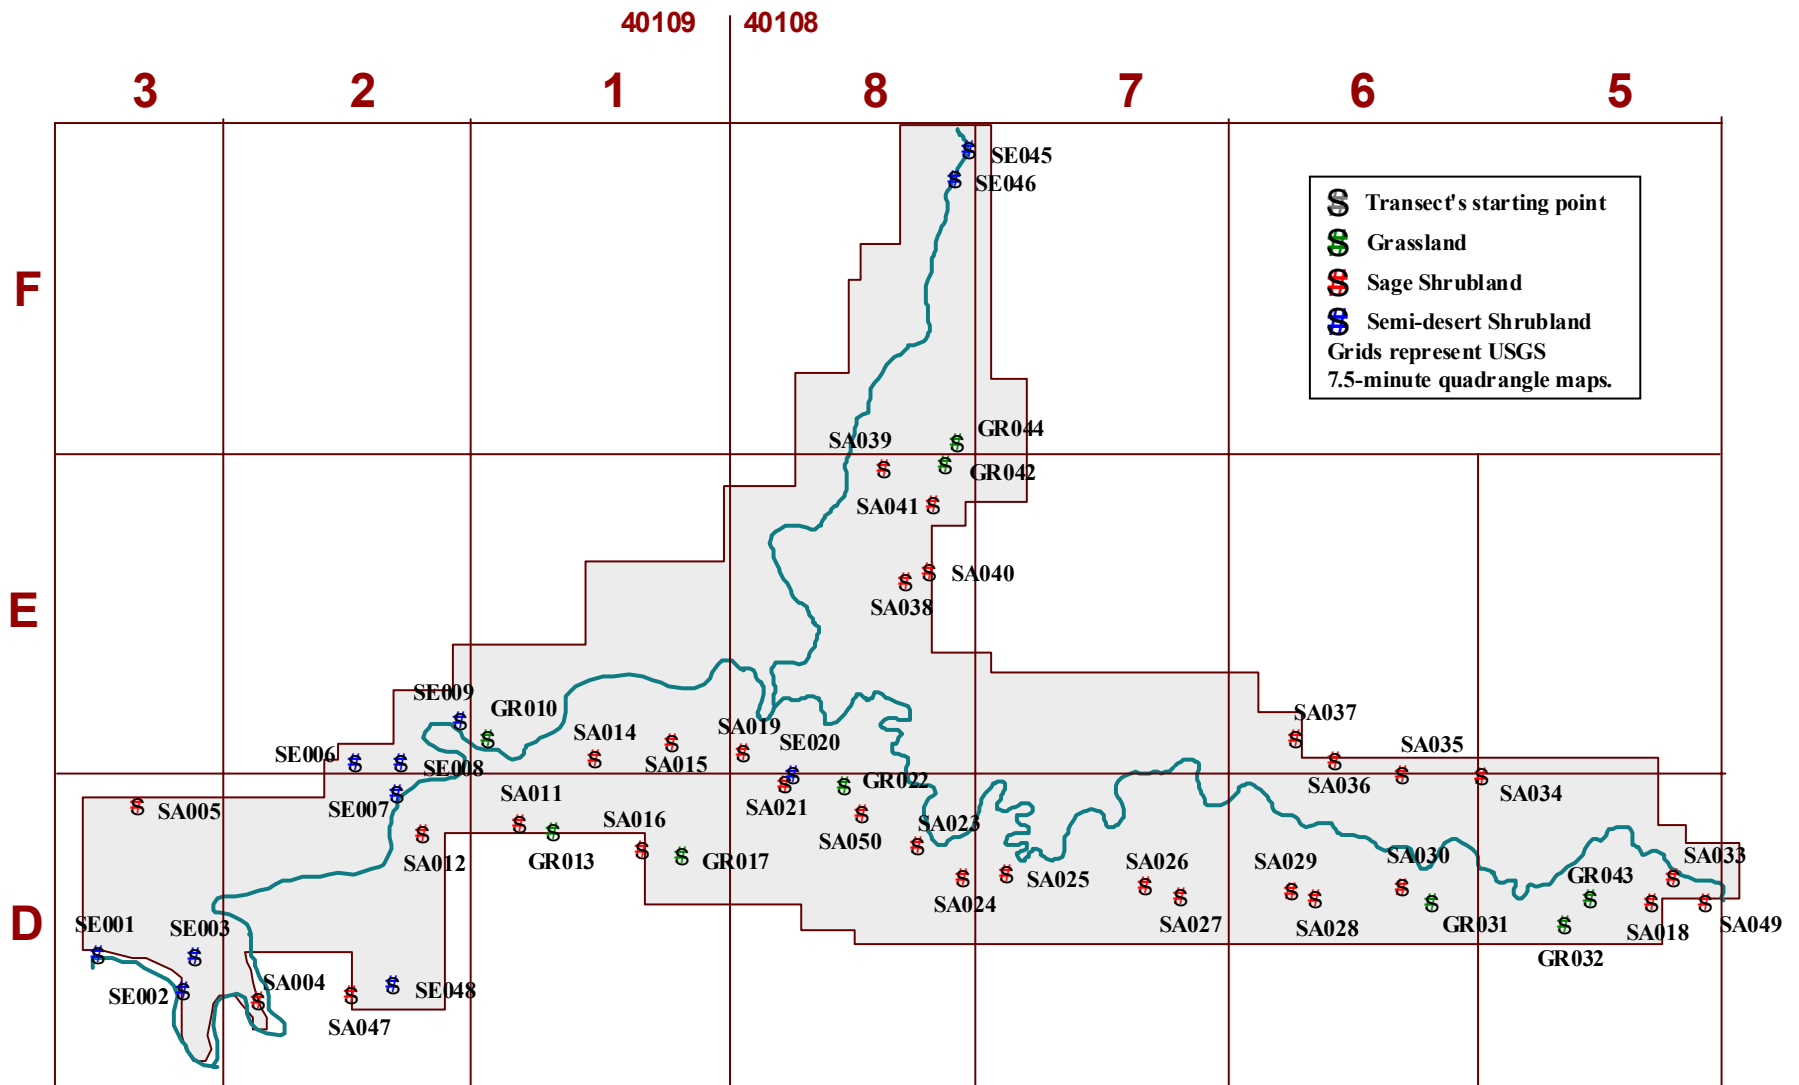 40109 40108
3 2 1 8 7 6 5
SE045
SE046
Transect's starting point
Grassland
Sage Shrubland
Semi-desert Shrubland
Grids represent USGS
7.5-minute quadrangle maps.
F
GR044
SA039
GR042
SA041
SA040
SA038
E
SE009
GR010
SA037
SA014
SA019
SE020
SA035
SE006
SE008
SA015
GR022
SA036
SA034
SE007
SA011
SA021
SA005
SA016
SA050
SA023
SA012
GR013
GR017
SA026
SA029
SA030
SA033
SA025
GR043
SA024
SA027
SA028
GR031
SA018
SA049
D
SE001
SE003
GR032
SE002
SA004
SE048
SA047